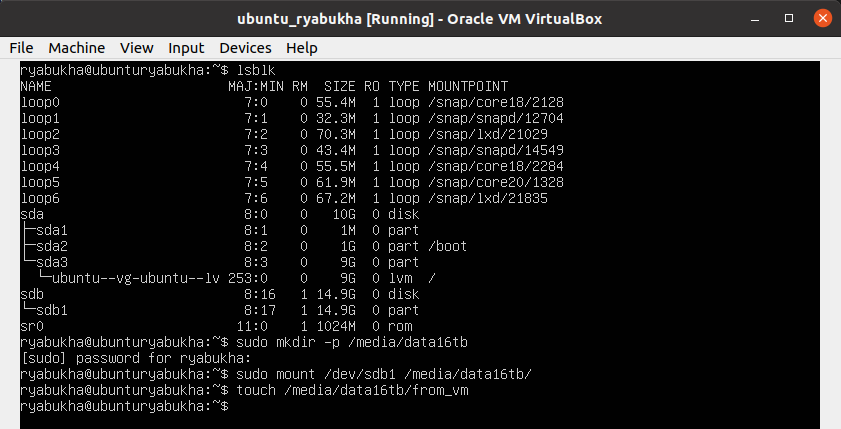 ubuntu_ryabukha [Running] - Oracle VM VirtualBox
File Machine View Input Devices Help
ryabukha@ubunturyabukha:~$ lsblk
NAME                      MAJ:MIN RM  SIZE RO TYPE MOUNTPOINT
loop0                       7:0    0 55.4M  1 loop /snap/core18/2128
loop1                       7:1    0 32.3M  1 loop /snap/snapd/12704
loop2                       7:2    0 70.3M  1 loop /snap/lxd/21029
loop3                       7:3    0 43.4M  1 loop /snap/snapd/14549
loop4                       7:4    0 55.5M  1 loop /snap/core18/2284
loop5                       7:5    0 61.9M  1 loop /snap/core20/1328
loop6                       7:6    0 67.2M  1 loop /snap/lxd/21835
sda                         8:0    0   10G  0 disk
├─sda1                      8:1    0    1M  0 part
├─sda2                      8:2    0    1G  0 part /boot
└─sda3                      8:3    0    9G  0 part
  └─ubuntu--vg-ubuntu--lv 253:0    0    9G  0 lvm  /
sdb                         8:16   1 14.9G  0 disk
└─sdb1                      8:17   1 14.9G  0 part
sr0                        11:0    1 1024M  0 rom
ryabukha@ubunturyabukha:~$ sudo mkdir -p /media/data16tb
[sudo] password for ryabukha:
ryabukha@ubunturyabukha:~$ sudo mount /dev/sdb1 /media/data16tb/
ryabukha@ubunturyabukha:~$ touch /media/data16tb/from_vm
ryabukha@ubunturyabukha:~$